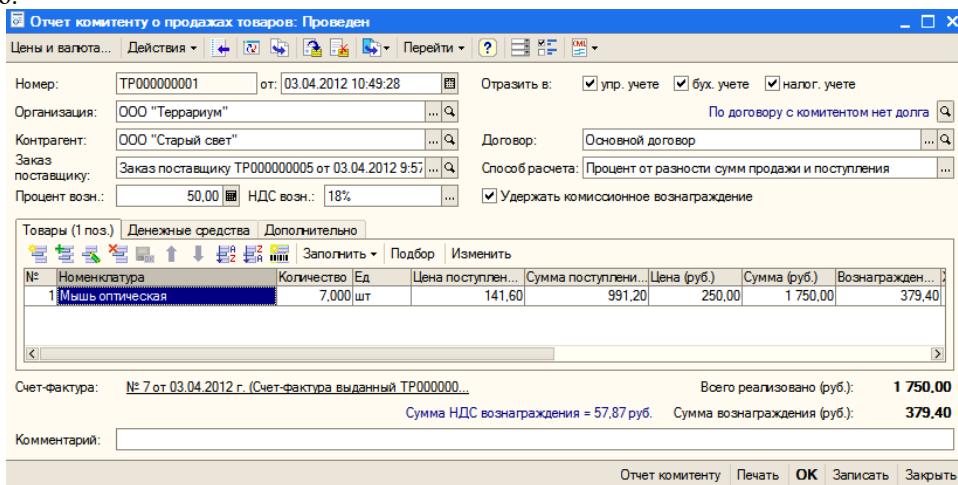 Отчет комитенту о продажах товаров: Проведен
Цены и валюта... Действия Перейти
Номер: ТР000000001 от: 03.04.2012 10:49:28 Отразить в: упр. учете бух. учете налог. учете
Организация: ООО "Террариум" ... По договору с комитентом нет долга
Контрагент: ООО "Старый свет" ... Договор: Основной договор ...
Заказ
поставщику: Заказ поставщику ТР000000005 от 03.04.2012 9:57 ... Способ расчета: Процент от разности сумм продажи и поступления ...
Процент возн.: 50,00 НДС возн.: 18% ... Удержать комиссионное вознаграждение
Товары (1 поз.) Денежные средства Дополнительно
Заполнить Подбор Изменить
№ Номенклатура Количество Ед Цена поступлен... Сумма поступлени... Цена (руб.) Сумма (руб.) Вознагражден...
1 Мышь оптическая 7,000 шт 141,60 991,20 250,00 1 750,00 379,40
Счет-фактура: № 7 от 03.04.2012 г. (Счет-фактура выданный ТР000000... Всего реализовано (руб.): 1 750,00
Сумма НДС вознаграждения = 57,87 руб. Сумма вознаграждения (руб.): 379,40
Комментарий:
Отчет комитенту Печать OK Записать Закрыть